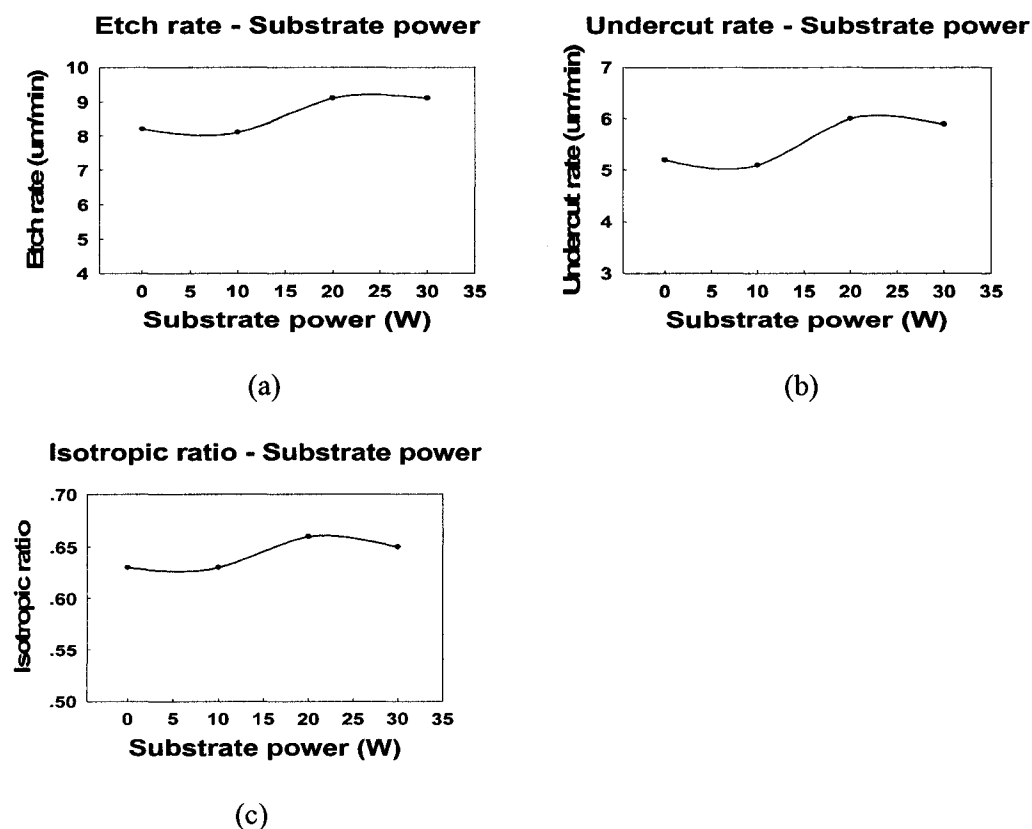 Etch rate - Substrate power
Etch rate (um/min)
10
9
8
7
6
5
4
0 5 10 15 20 25 30 35
Substrate power (W)
(a)
Undercut rate - Substrate power
Undercut rate (um/min)
7
6
5
4
3
0 5 10 15 20 25 30 35
Substrate power (W)
(b)
Isotropic ratio - Substrate power
Isotropic ratio
.70
.65
.60
.55
.50
0 5 10 15 20 25 30 35
Substrate power (W)
(c)